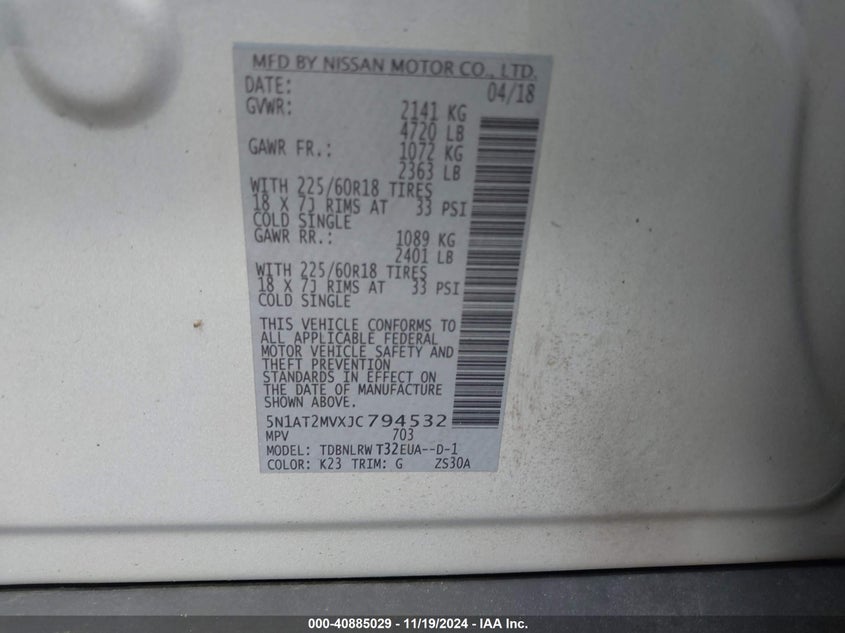 MFD BY NISSAN MOTOR CO., LTD.
DATE: 04/18
GVWR: 2141 KG
4720 LB
GAWR FR.: 1072 KG
2363 LB
WITH 225/60R18 TIRES
18 X 7J RIMS AT 33 PSI
COLD SINGLE
GAWR RR.: 1089 KG
2401 LB
WITH 225/60R18 TIRES
18 X 7J RIMS AT 33 PSI
COLD SINGLE
THIS VEHICLE CONFORMS TO
ALL APPLICABLE FEDERAL
MOTOR VEHICLE SAFETY AND
THEFT PREVENTION
STANDARDS IN EFFECT ON
THE DATE OF MANUFACTURE
SHOWN ABOVE.
5N1AT2MVXJC794532
MPV 703
MODEL: TDBNLRW T32EUA--D-1
COLOR: K23 TRIM: G ZS30A
000-40885029 - 11/19/2024 - IAA Inc.